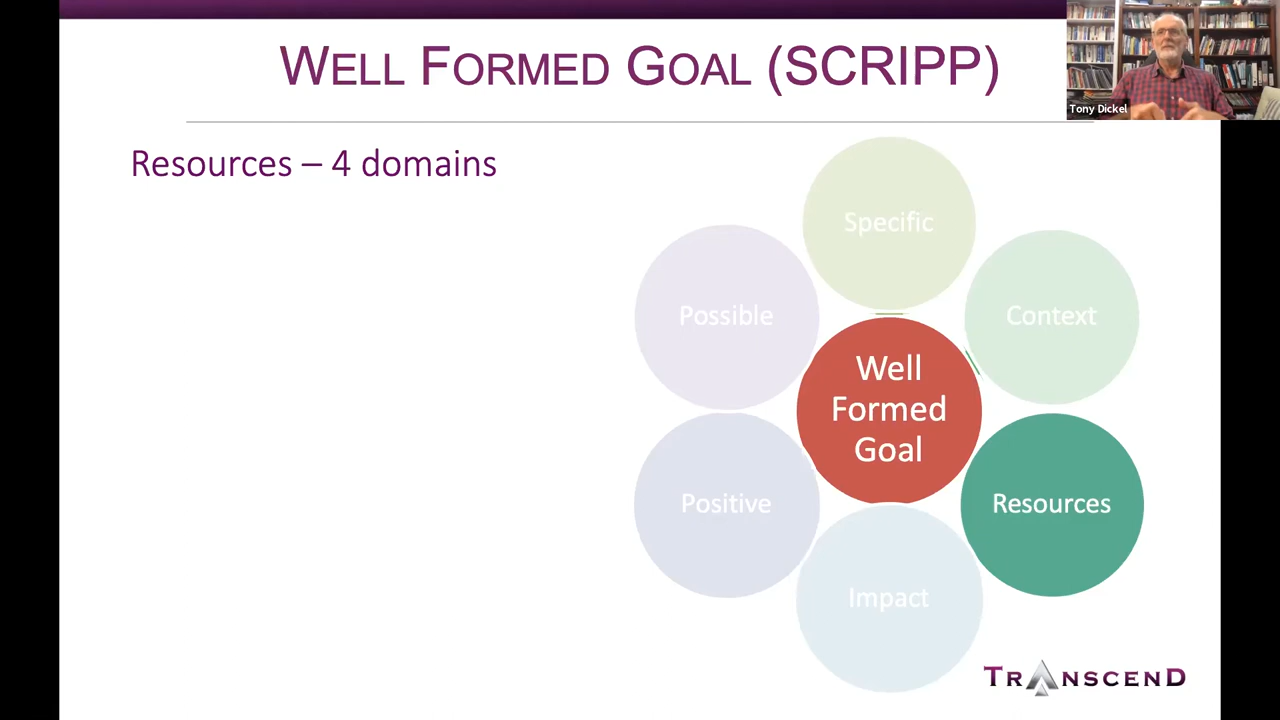 WELL FORMED GOAL (SCRIPP)
Tony Dickel
Resources – 4 domains
Specific
Possible
Context
Well
Formed
Goal
Positive
Resources
Impact
TRANSCEND